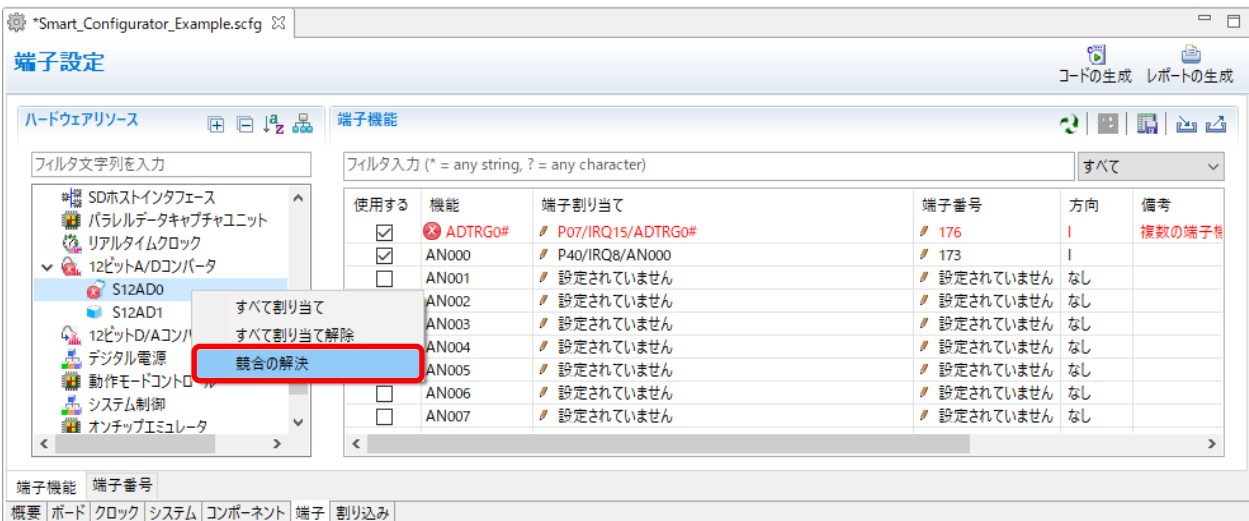 *Smart_Configurator_Example.scfg
端子設定
コードの生成 レポートの生成
ハードウェアリソース
端子機能
フィルタ文字列を入力
フィルタ入力 (* = any string, ? = any character)
すべて
SDホストインタフェース
パラレルデータキャプチャユニット
リアルタイムクロック
12ビットA/Dコンバータ
S12AD0
S12AD1
12ビットD/Aコンバ
デジタル電源
動作モードコントロール
システム制御
オンチップエミュレータ
すべて割り当て
すべて割り当て解除
競合の解決
使用する 機能 端子割り当て 端子番号 方向 備考
ADTRG0# P07/IRQ15/ADTRG0# 176 I 複数の端子機
AN000 P40/IRQ8/AN000 173 I
AN001 設定されていません 設定されていません なし
AN002 設定されていません 設定されていません なし
AN003 設定されていません 設定されていません なし
AN004 設定されていません 設定されていません なし
AN005 設定されていません 設定されていません なし
AN006 設定されていません 設定されていません なし
AN007 設定されていません 設定されていません なし
端子機能 端子番号
概要 ボード クロック システム コンポーネント 端子 割り込み